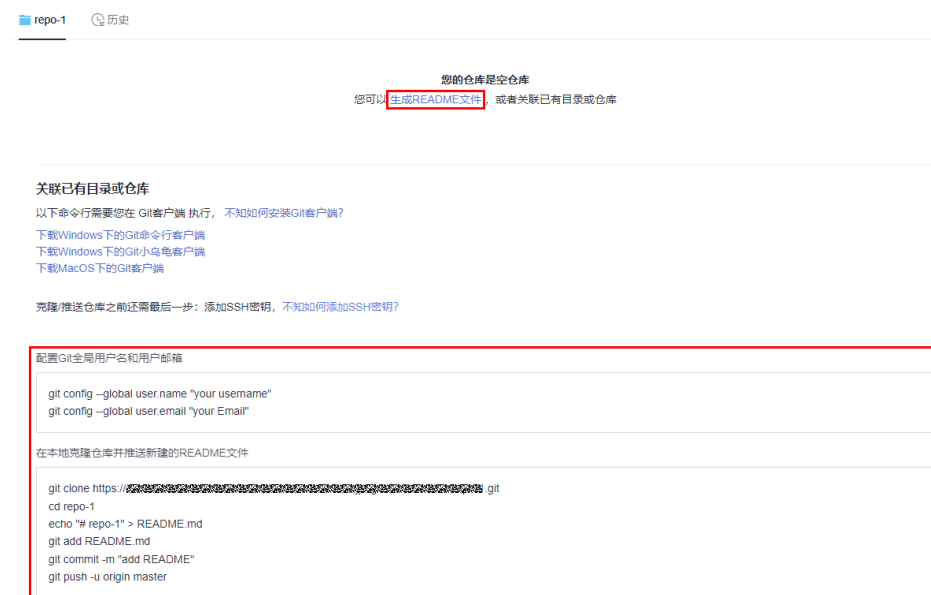 repo-1 历史
您的仓库是空仓库
您可以 生成README文件 ，或者关联已有目录或仓库
关联已有目录或仓库
以下命令行需要您在 Git客户端 执行， 不知如何安装Git客户端?
下载Windows下的Git命令行客户端
下载Windows下的Git小乌龟客户端
下载MacOS下的Git客户端
克隆/推送仓库之前还需最后一步：添加SSH密钥，不知如何添加SSH密钥?
配置Git全局用户名和用户邮箱
git config --global user.name "your username"
git config --global user.email "your Email"
在本地克隆仓库并推送新建的README文件
git clone https:// .git
cd repo-1
echo "# repo-1" > README.md
git add README.md
git commit -m "add README"
git push -u origin master